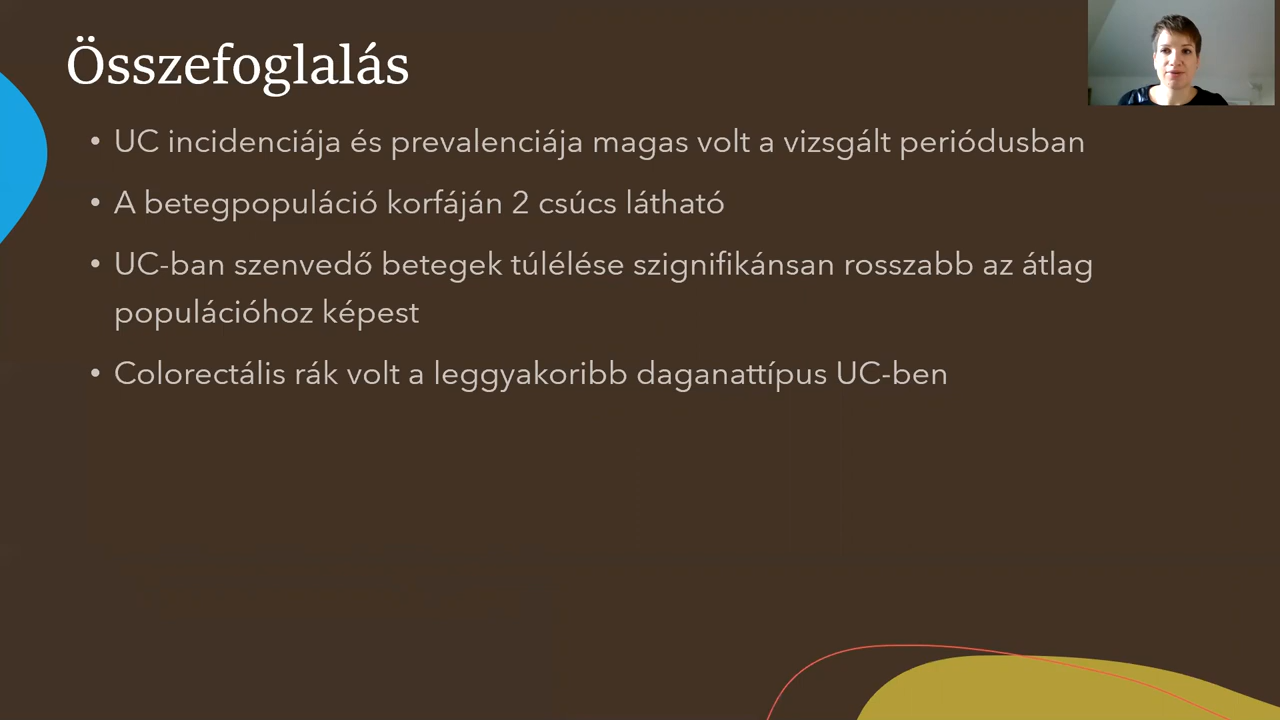 Összefoglalás
• UC incidenciája és prevalenciája magas volt a vizsgált periódusban
• A betegpopuláció korfáján 2 csúcs látható
• UC-ban szenvedő betegek túlélése szignifikánsan rosszabb az átlag
populációhoz képest
• Colorectális rák volt a leggyakoribb daganattípus UC-ben